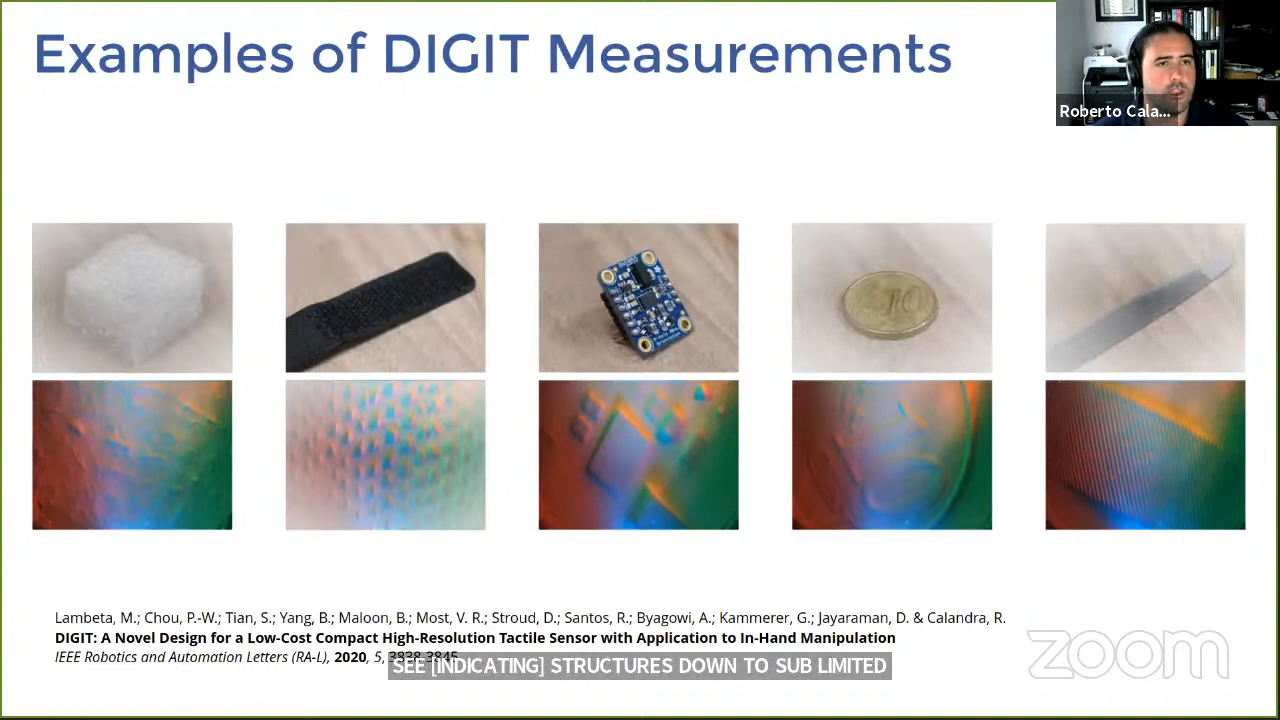 Examples of DIGIT Measurements
Roberto Cala...
Lambeta, M.; Chou, P.-W.; Tian, S.; Yang, B.; Maloon, B.; Most, V. R.; Stroud, D.; Santos, R.; Byagowi, A.; Kammerer, G.; Jayaraman, D. & Calandra, R.
DIGIT: A Novel Design for a Low-Cost Compact High-Resolution Tactile Sensor with Application to In-Hand Manipulation
IEEE Robotics and Automation Letters (RA-L), 2020, 5, 3838-3845
SEE [INDICATING] STRUCTURES DOWN TO SUB LIMITED
zoom